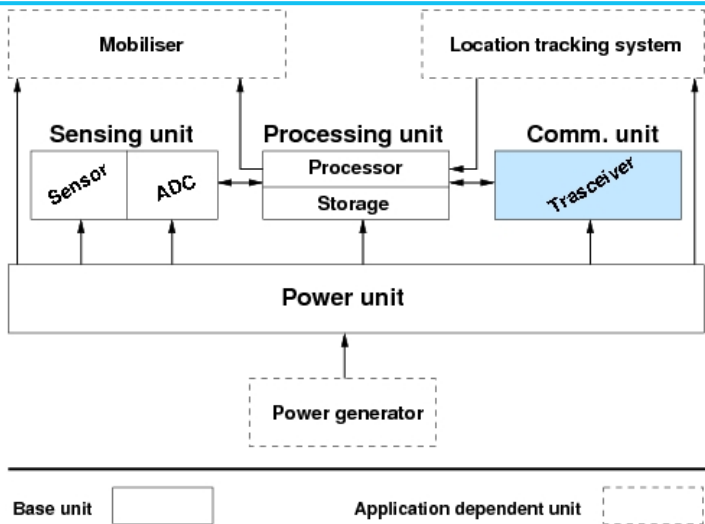 Mobiliser
Location tracking system
Sensing unit
Processing unit
Comm. unit
Sensor
ADC
Processor
Storage
Trasceiver
Power unit
Power generator
Base unit
Application dependent unit